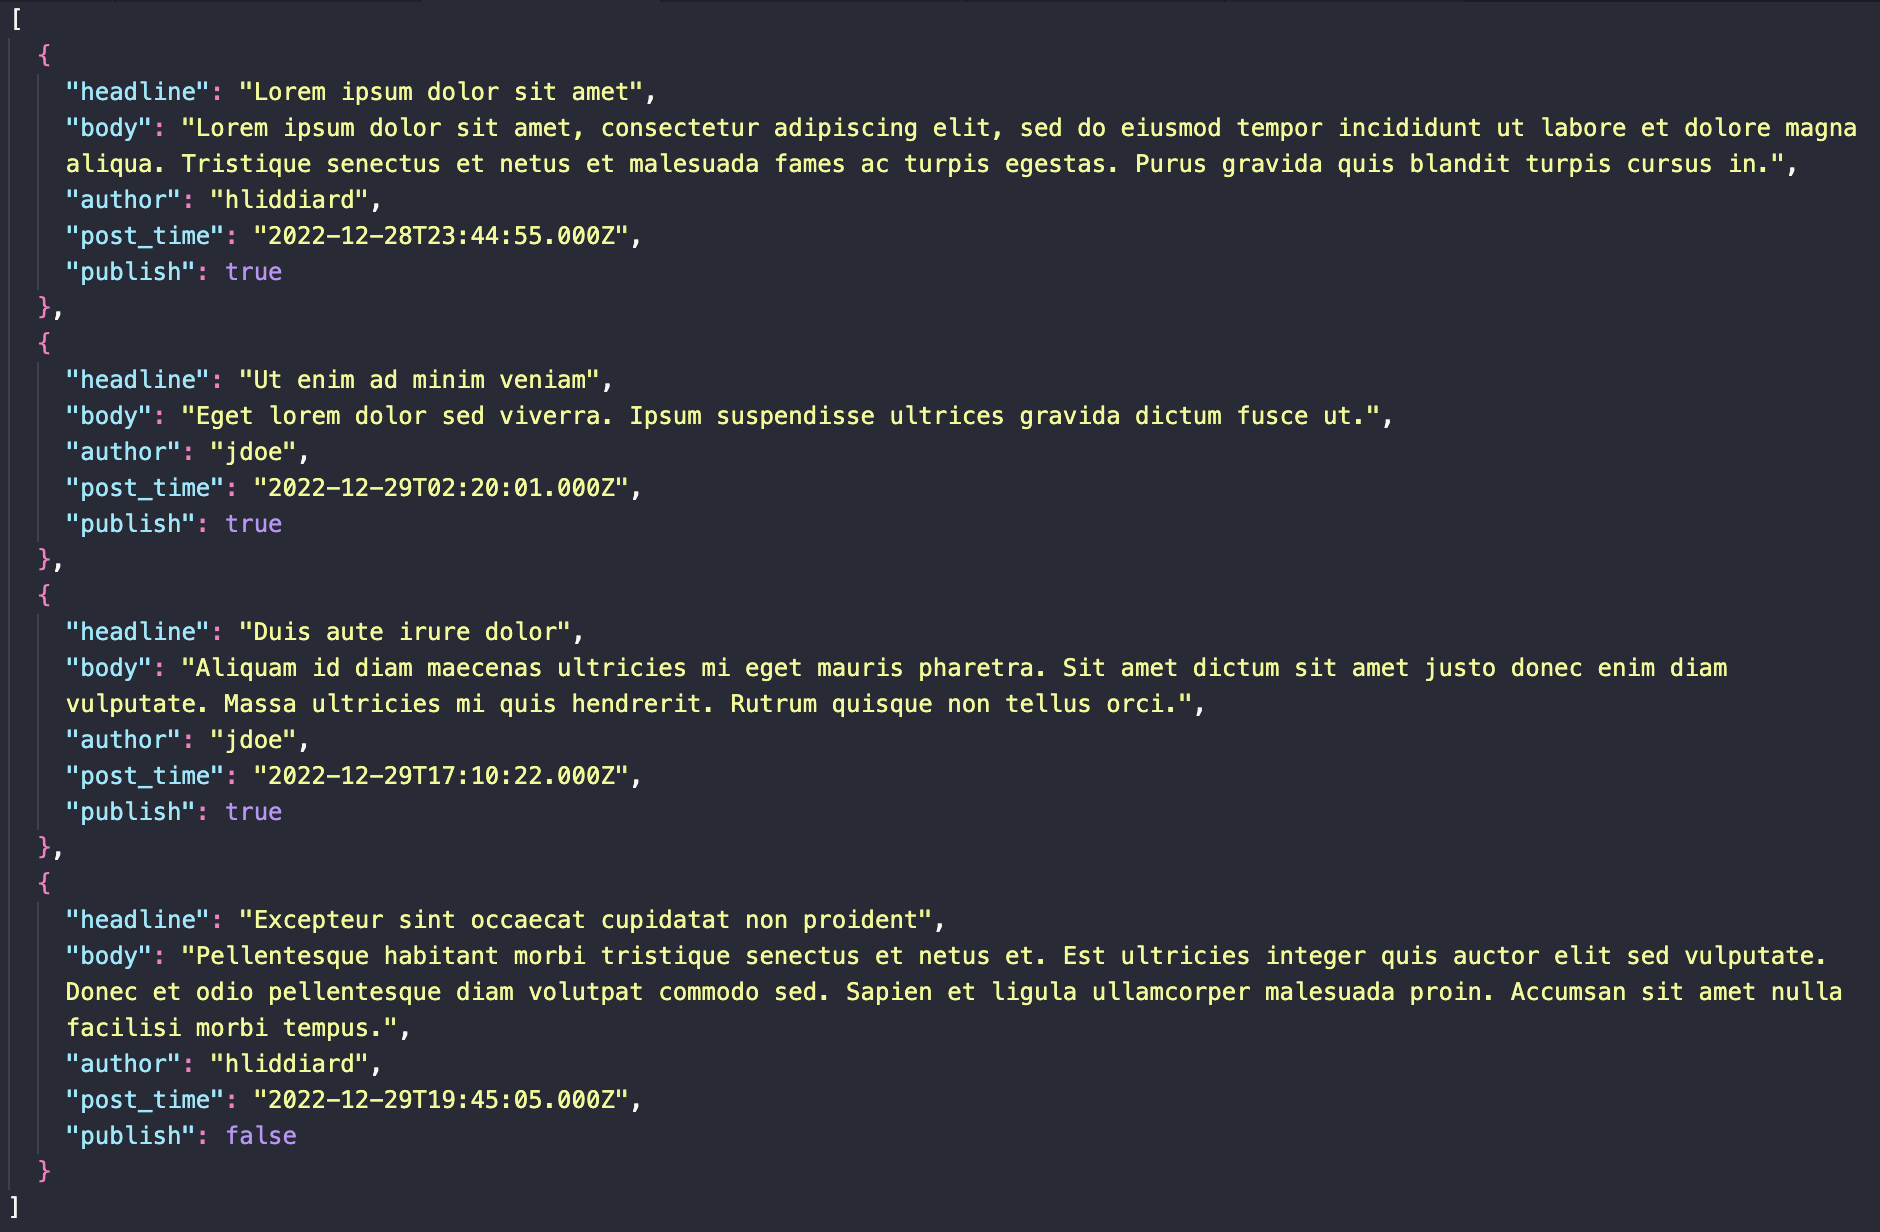 [
  {
    "headline": "Lorem ipsum dolor sit amet",
    "body": "Lorem ipsum dolor sit amet, consectetur adipiscing elit, sed do eiusmod tempor incididunt ut labore et dolore magna
    aliqua. Tristique senectus et netus et malesuada fames ac turpis egestas. Purus gravida quis blandit turpis cursus in.",
    "author": "hliddiard",
    "post_time": "2022-12-28T23:44:55.000Z",
    "publish": true
  },
  {
    "headline": "Ut enim ad minim veniam",
    "body": "Eget lorem dolor sed viverra. Ipsum suspendisse ultrices gravida dictum fusce ut.",
    "author": "jdoe",
    "post_time": "2022-12-29T02:20:01.000Z",
    "publish": true
  },
  {
    "headline": "Duis aute irure dolor",
    "body": "Aliquam id diam maecenas ultricies mi eget mauris pharetra. Sit amet dictum sit amet justo donec enim diam
    vulputate. Massa ultricies mi quis hendrerit. Rutrum quisque non tellus orci.",
    "author": "jdoe",
    "post_time": "2022-12-29T17:10:22.000Z",
    "publish": true
  },
  {
    "headline": "Excepteur sint occaecat cupidatat non proident",
    "body": "Pellentesque habitant morbi tristique senectus et netus et. Est ultricies integer quis auctor elit sed vulputate.
    Donec et odio pellentesque diam volutpat commodo sed. Sapien et ligula ullamcorper malesuada proin. Accumsan sit amet nulla
    facilisi morbi tempus.",
    "author": "hliddiard",
    "post_time": "2022-12-29T19:45:05.000Z",
    "publish": false
  }
]